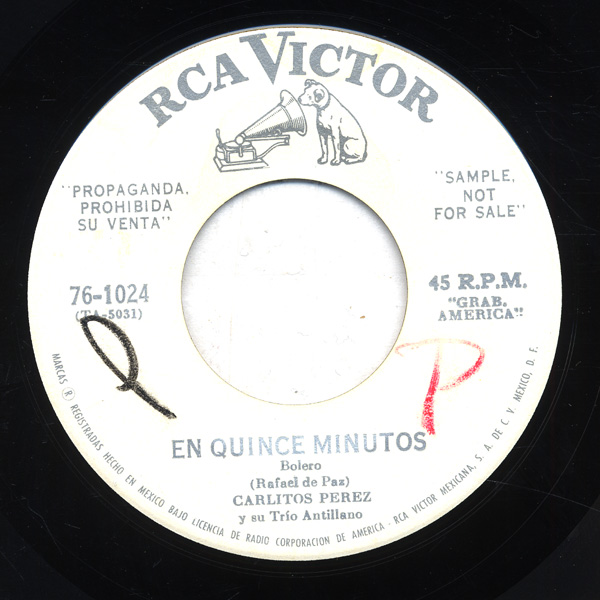 RCA VICTOR
"PROPAGANDA,
PROHIBIDA
SU VENTA"
"SAMPLE,
NOT
FOR SALE"
76-1024
(TA-5031)
45 R.P.M.
"GRAB.
AMERICA"
P
EN QUINCE MINUTOS
Bolero
(Rafael de Paz)
CARLITOS PEREZ
y su Trío Antillano
MARCAS ® REGISTRADAS HECHO EN MEXICO BAJO LICENCIA DE RADIO CORPORACION DE AMERICA - RCA VICTOR MEXICANA, S. A. DE C. V. MEXICO, D. F.